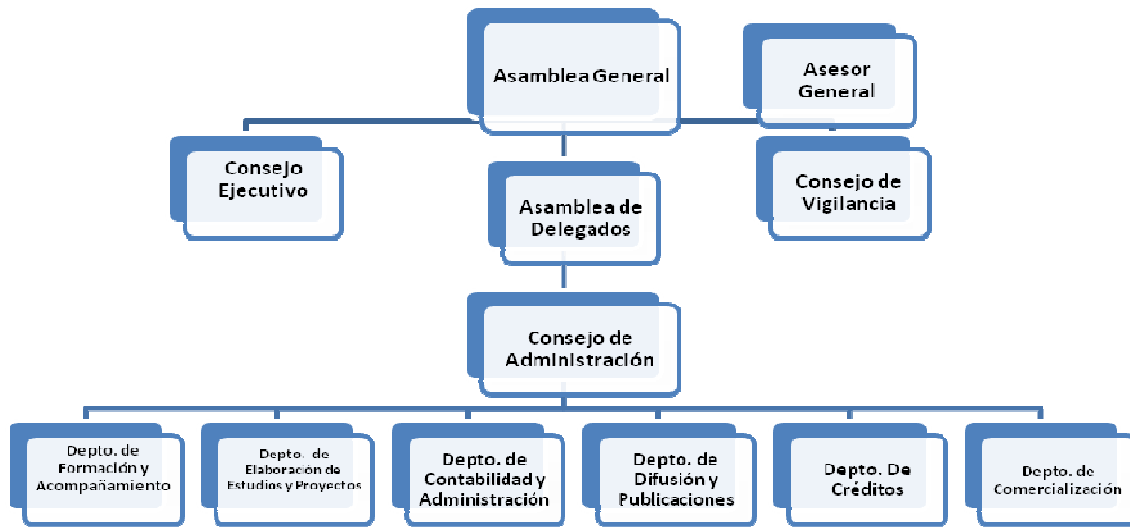 Asamblea General
Asesor
General
Consejo
Ejecutivo
Asamblea de
Delegados
Consejo de
Vigilancia
Consejo de
Administración
Depto. de
Formación y
Acompañamiento
Depto. de
Elaboración de
Estudios y Proyectos
Depto. de
Contabilidad y
Administración
Depto. de
Difusión y
Publicaciones
Depto. De
Créditos
Depto. de
Comercialización